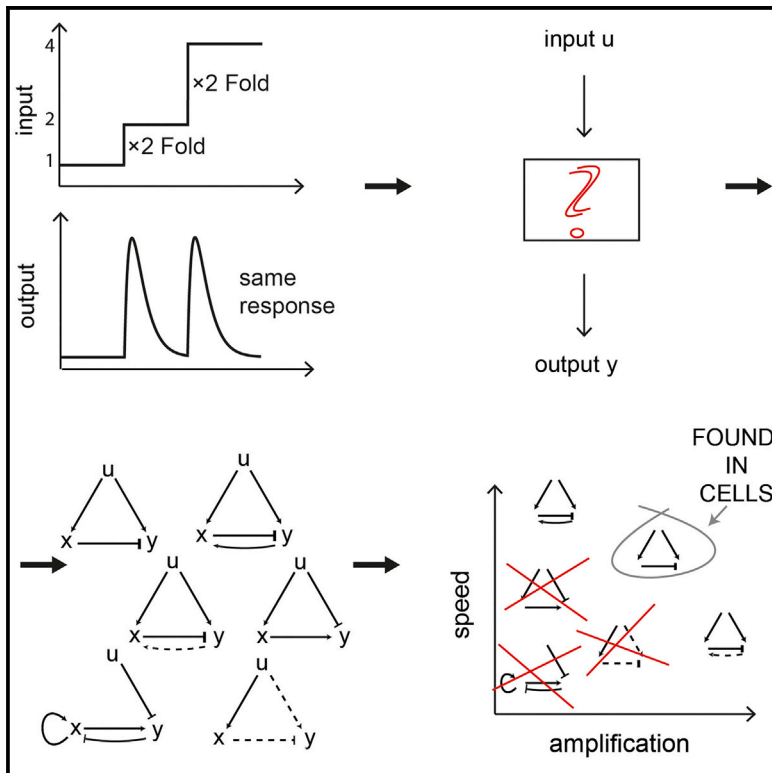 4
×2 Fold
2
×2 Fold
1
input
output
same
response
input u
?
output y
u
x y
u
x y
u
x y
u
x y
u
x y
u
x y
FOUND
IN
CELLS
speed
amplification